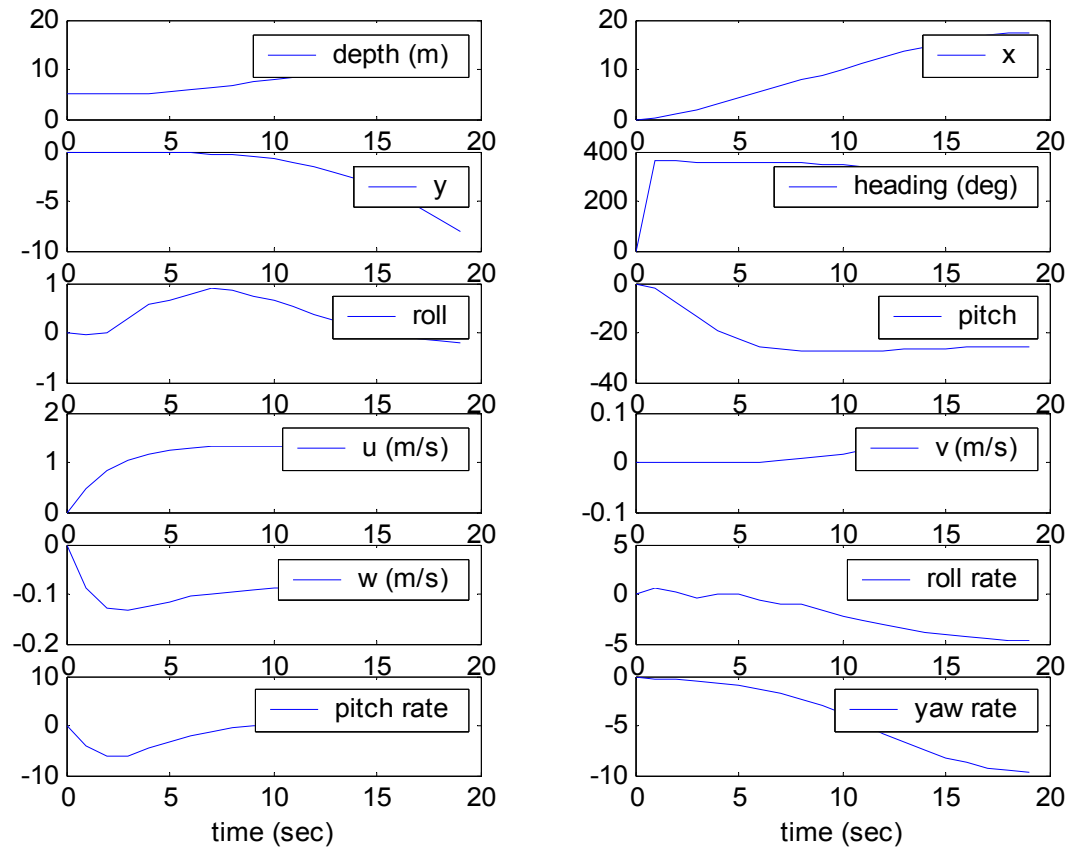 20
10
0
0 5 10 15 20
depth (m)
20
10
0
0 5 10 15 20
x
0
-5
-10
0 5 10 15 20
y
400
200
0
0 5 10 15 20
heading (deg)
1
0
-1
0 5 10 15 20
roll
0
-20
-40
0 5 10 15 20
pitch
2
1
0
0 5 10 15 20
u (m/s)
0.1
0
-0.1
0 5 10 15 20
v (m/s)
0
-0.1
-0.2
0 5 10 15 20
w (m/s)
5
0
-5
0 5 10 15 20
roll rate
10
0
-10
0 5 10 15 20
pitch rate
time (sec)
0
-5
-10
0 5 10 15 20
yaw rate
time (sec)